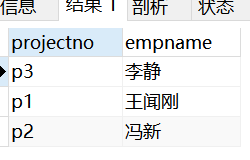 信息 结果 1 剖析 状态
projectno empname
p3 李静
p1 王闻刚
p2 冯新